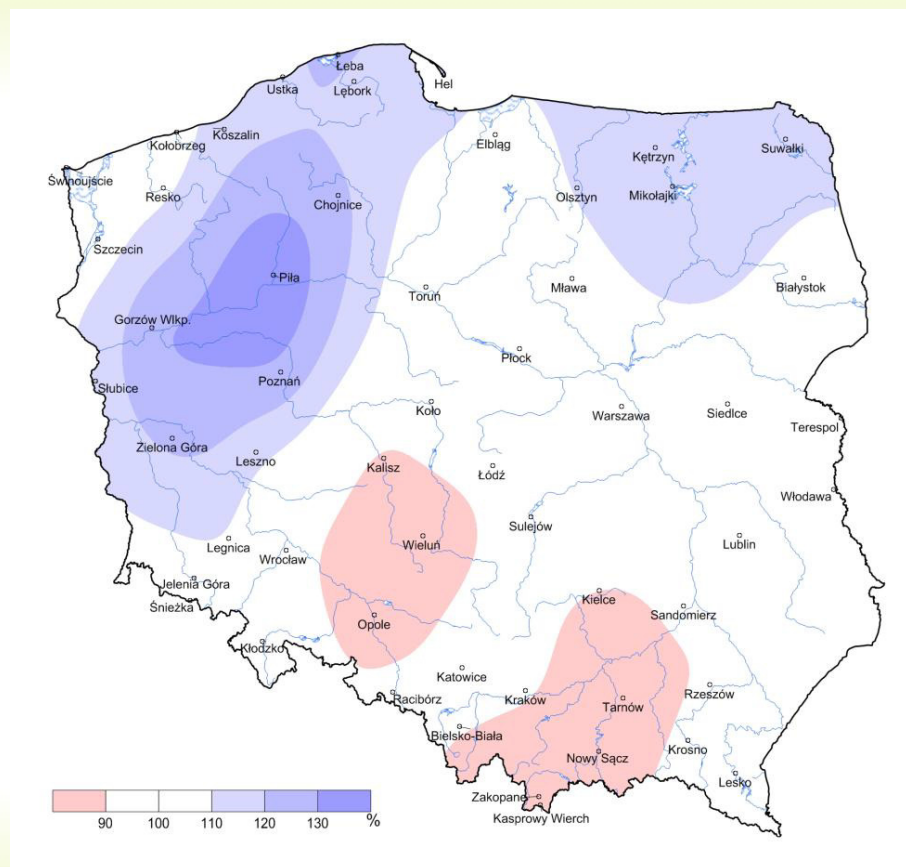 Łeba
Ustka
Lębork
Hel
Koszalin
Kołobrzeg
Elbląg
Suwałki
Kętrzyn
Świnoujście
Mikołajki
Resko
Olsztyn
Chojnice
Szczecin
Piła
Mława
Białystok
Toruń
Gorzów Wlkp.
Płock
Poznań
Słubice
Koło
Warszawa
Siedlce
Terespol
Zielona Góra
Leszno
Kalisz
Łódź
Włodawa
Sulejów
Wieluń
Legnica
Lublin
Wrocław
Jelenia Góra
Kielce
Śnieżka
Sandomierz
Opole
Kłodzko
Katowice
Racibórz
Kraków
Rzeszów
Tarnów
Bielsko-Biała
Krosno
Nowy Sącz
Lesko
Zakopane
Kasprowy Wierch
90 100 110 120 130 %